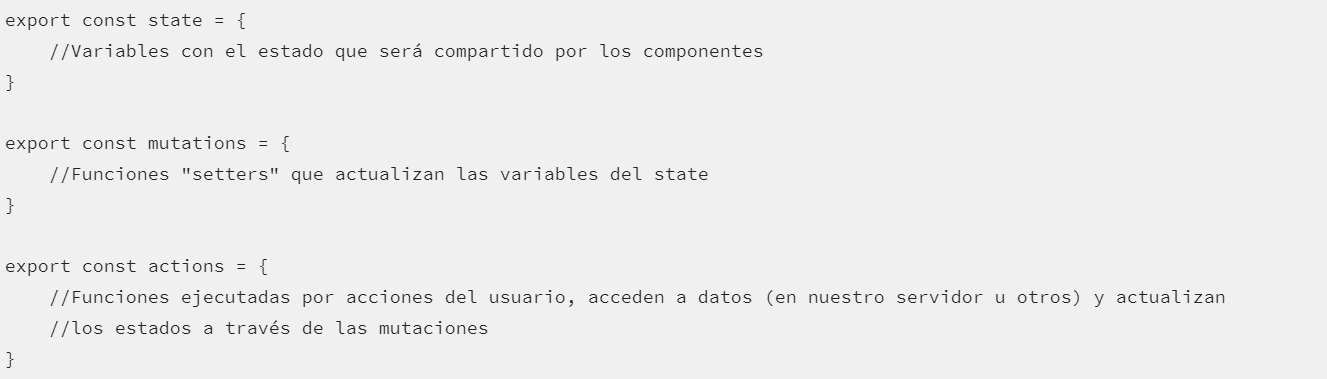 export const state = {
    //Variables con el estado que será compartido por los componentes
}
export const mutations = {
    //Funciones "setters" que actualizan las variables del state
}
export const actions = {
    //Funciones ejecutadas por acciones del usuario, acceden a datos (en nuestro servidor u otros) y actualizan
    //los estados a través de las mutaciones
}